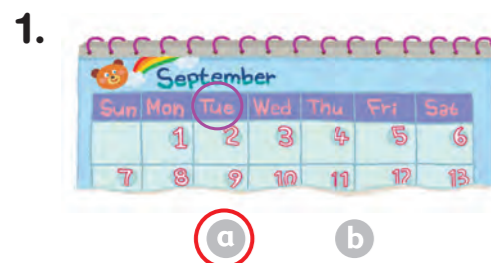 1.
September
Sun Mon Tue Wed Thu Fri Sat
1 2 3 4 5 6
7 8 9 10 11 12 13
a b